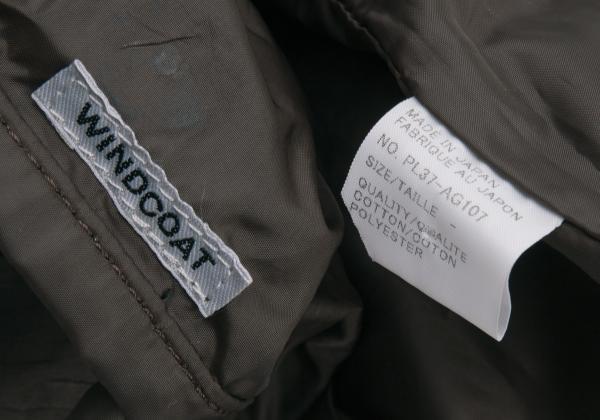 WINDCOAT
MADE IN JAPAN
FABRIQUE AU JAPON
NO. PL37-AG107
SIZE/TAILLE -
QUALITY/QUALITE
COTTON/COTON
POLYESTER